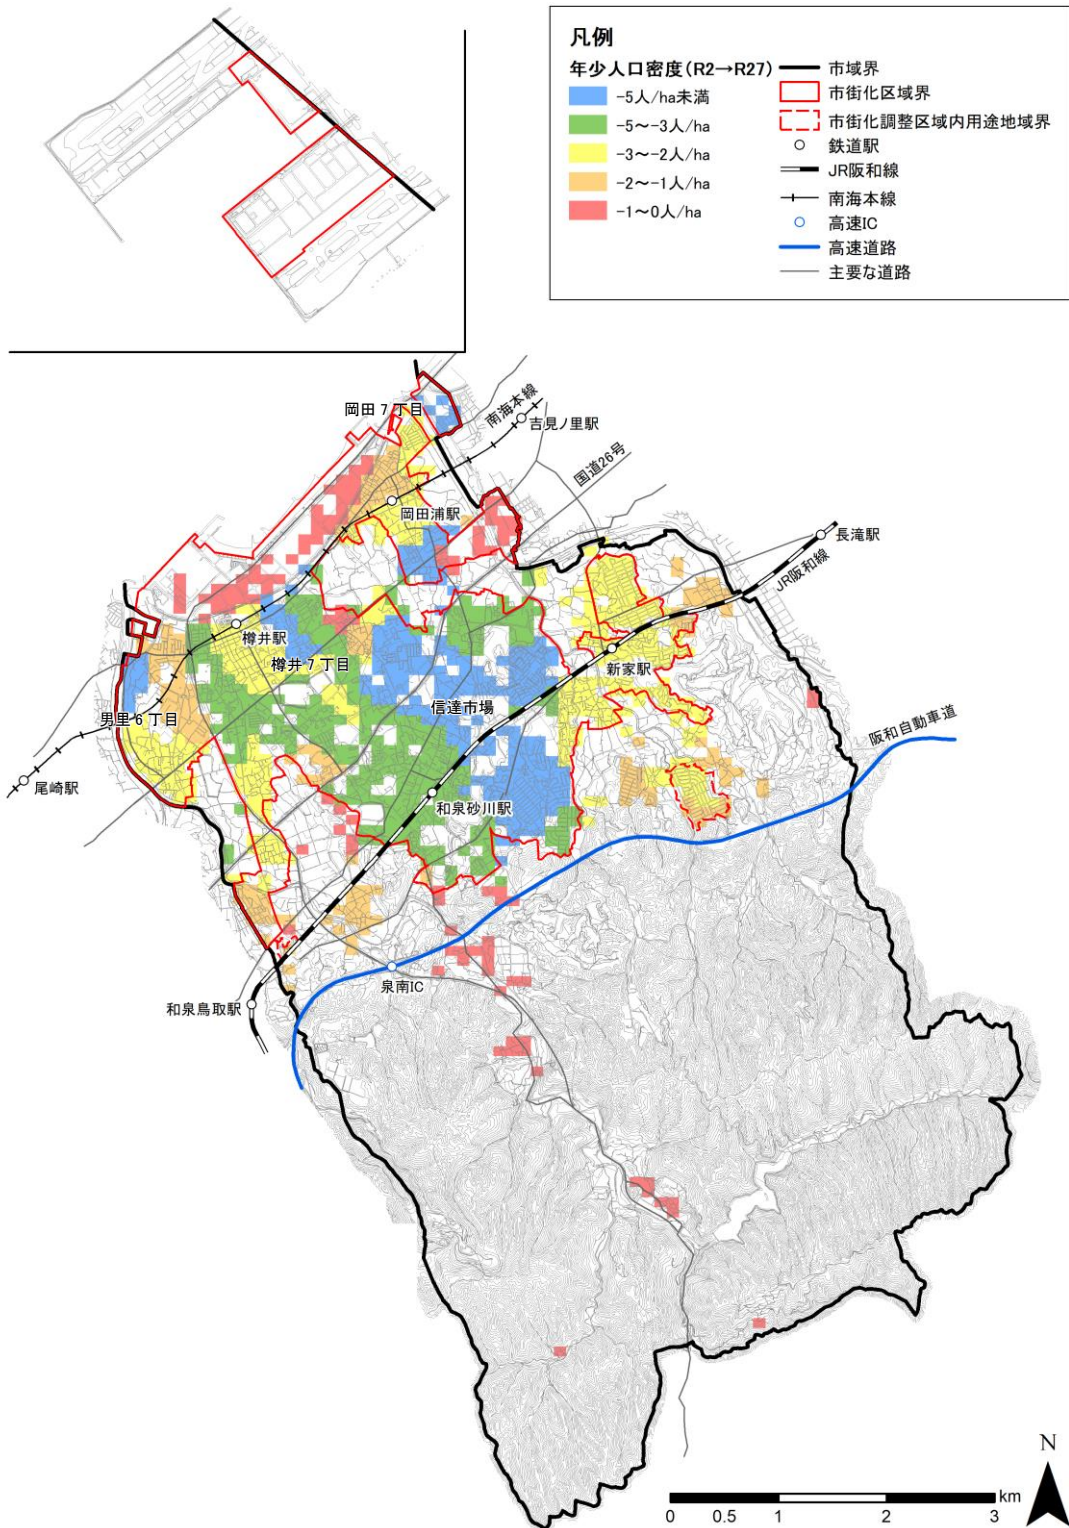 凡例
年少人口密度(R2→R27)
-5人/ha未満
-5～-3人/ha
-3～-2人/ha
-2～-1人/ha
-1～0人/ha
市域界
市街化区域界
市街化調整区域内用途地域界
鉄道駅
JR阪和線
南海本線
高速IC
高速道路
主要な道路
岡田7丁目
南海本線
吉見ノ里駅
国道26号
岡田浦駅
長滝駅
JR阪和線
樽井駅
樽井7丁目
新家駅
信達市場
男里6丁目
阪和自動車道
尾崎駅
和泉砂川駅
泉南IC
和泉鳥取駅
N
km
0 0.5 1 2 3